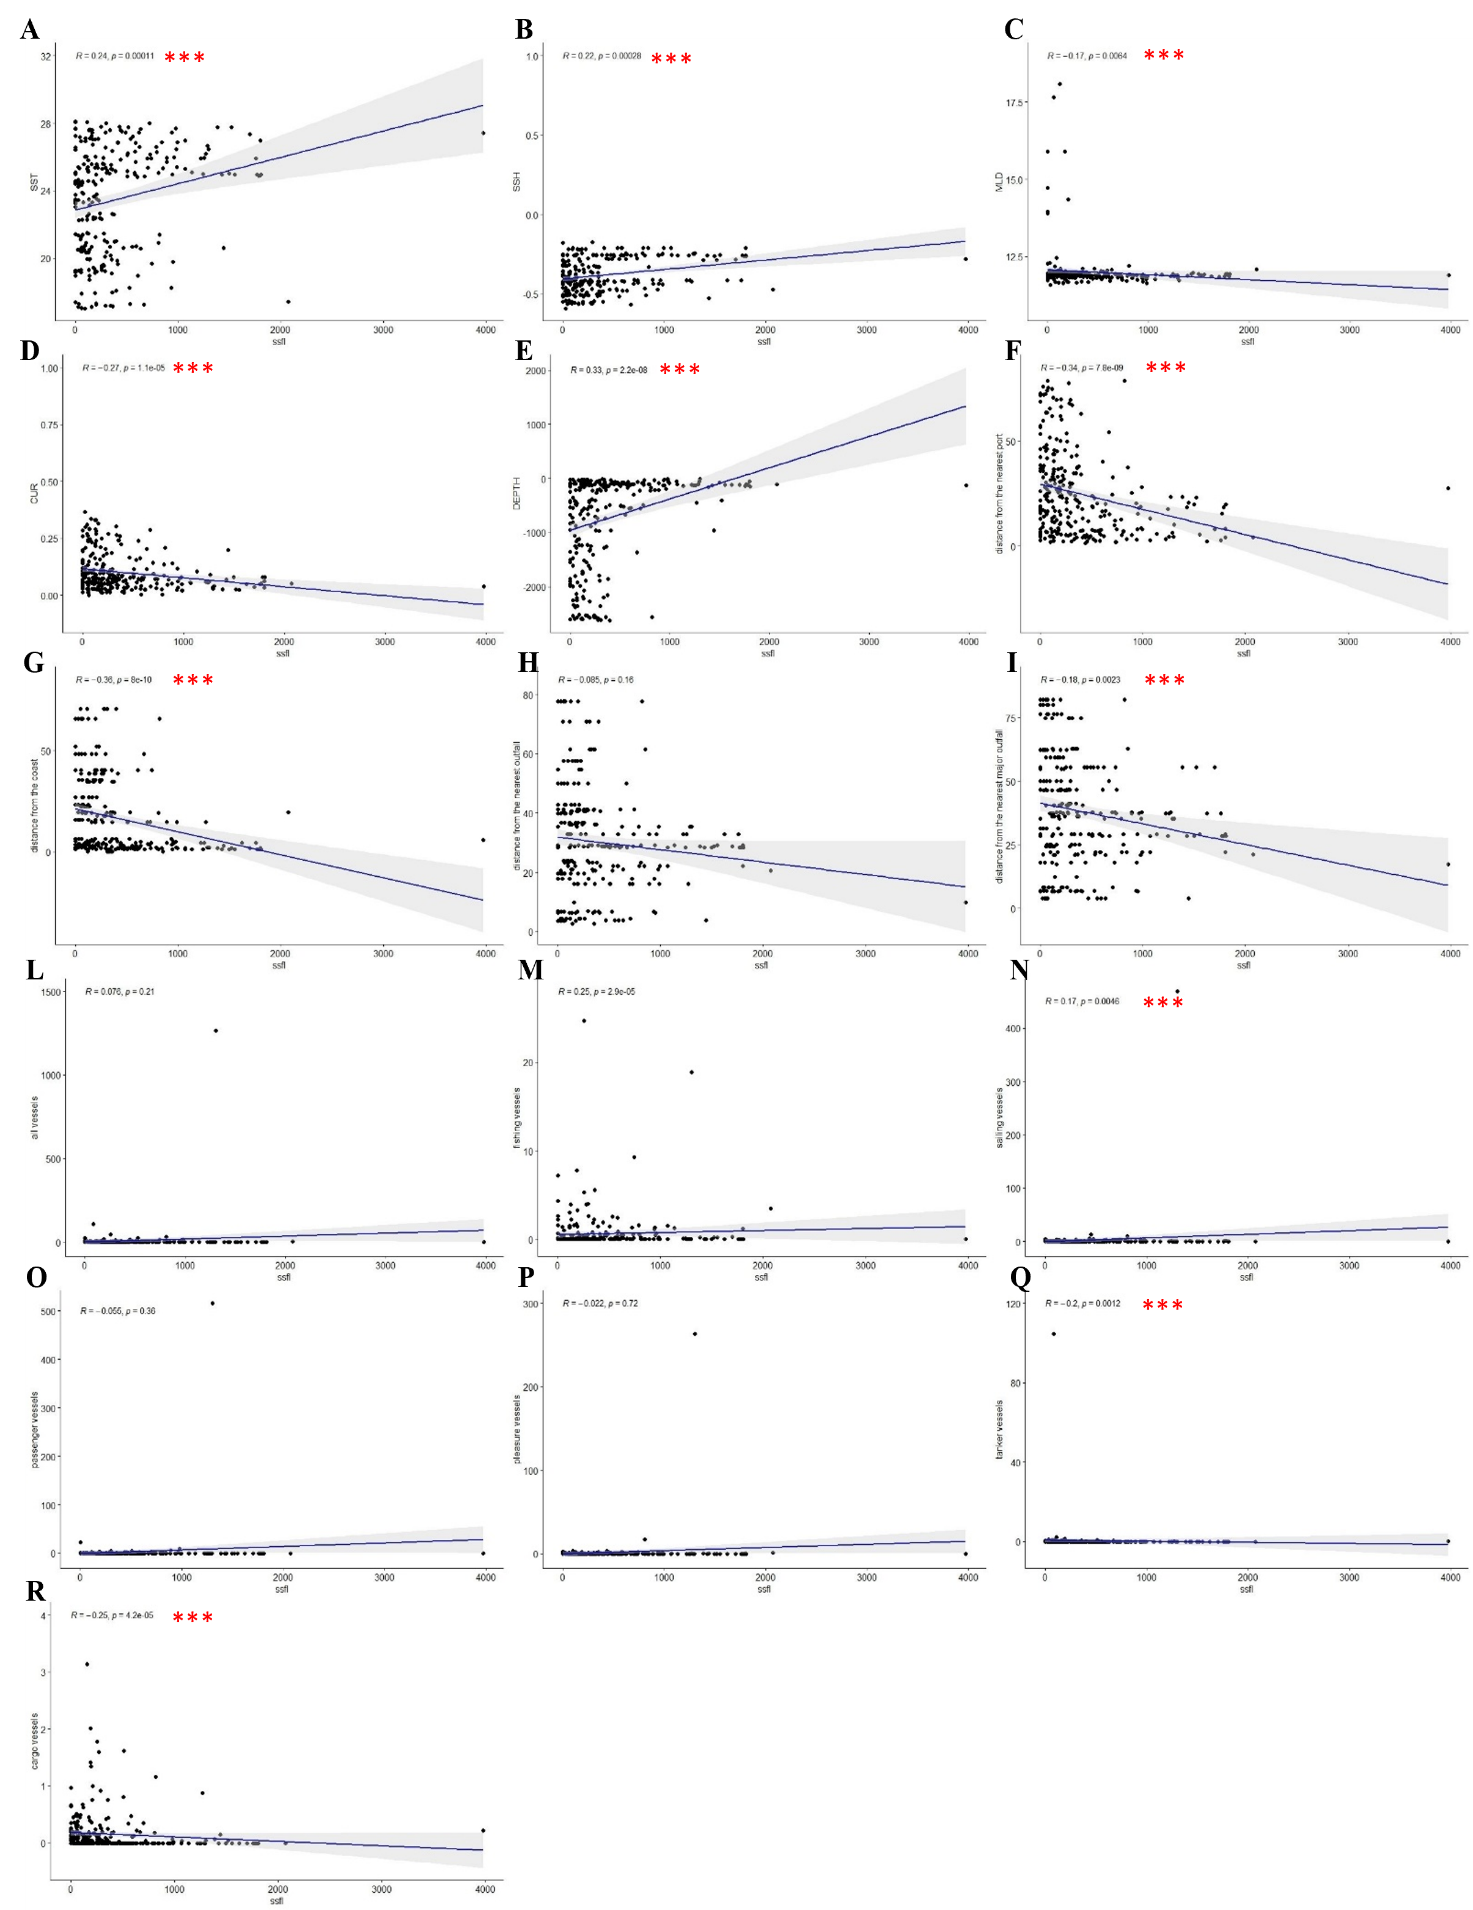 A
R = 0.24, p = 0.00011 ***
32
28
24
20
SST
0 1000 2000 3000 4000
ssfl
B
R = 0.22, p = 0.00028 ***
1.0
0.5
0.0
-0.5
SSH
0 1000 2000 3000 4000
ssfl
C
R = −0.17, p = 0.0064 ***
17.5
15.0
12.5
MLD
0 1000 2000 3000 4000
ssfl
D
R = −0.27, p = 1.1e-05 ***
1.00
0.75
0.50
0.25
0.00
CUR
0 1000 2000 3000 4000
ssfl
E
R = 0.33, p = 2.2e-08 ***
2000
1000
0
-1000
-2000
DEPTH
0 1000 2000 3000 4000
ssfl
F
R = −0.34, p = 7.8e-09 ***
50
0
distance from the nearest port
0 1000 2000 3000 4000
ssfl
G
R = −0.36, p = 8e-10 ***
50
0
distance from the coast
0 1000 2000 3000 4000
ssfl
H
R = −0.085, p = 0.16
80
60
40
20
0
distance from the nearest outfall
0 1000 2000 3000 4000
ssfl
I
R = −0.18, p = 0.0023 ***
75
50
25
0
distance from the nearest major outfall
0 1000 2000 3000 4000
ssfl
L
R = 0.076, p = 0.21
1500
1000
500
0
all vessels
0 1000 2000 3000 4000
ssfl
M
R = 0.25, p = 2.9e-05
20
10
0
fishing vessels
0 1000 2000 3000 4000
ssfl
N
R = 0.17, p = 0.0046 ***
400
300
200
100
0
sailing vessels
0 1000 2000 3000 4000
ssfl
O
R = −0.055, p = 0.36
500
400
300
200
100
0
passenger vessels
0 1000 2000 3000 4000
ssfl
P
R = −0.022, p = 0.72
300
200
100
0
pleasure vessels
0 1000 2000 3000 4000
ssfl
Q
R = −0.2, p = 0.0012 ***
120
80
40
0
tanker vessels
0 1000 2000 3000 4000
ssfl
R
R = −0.25, p = 4.2e-05 ***
4
3
2
1
0
cargo vessels
0 1000 2000 3000 4000
ssfl